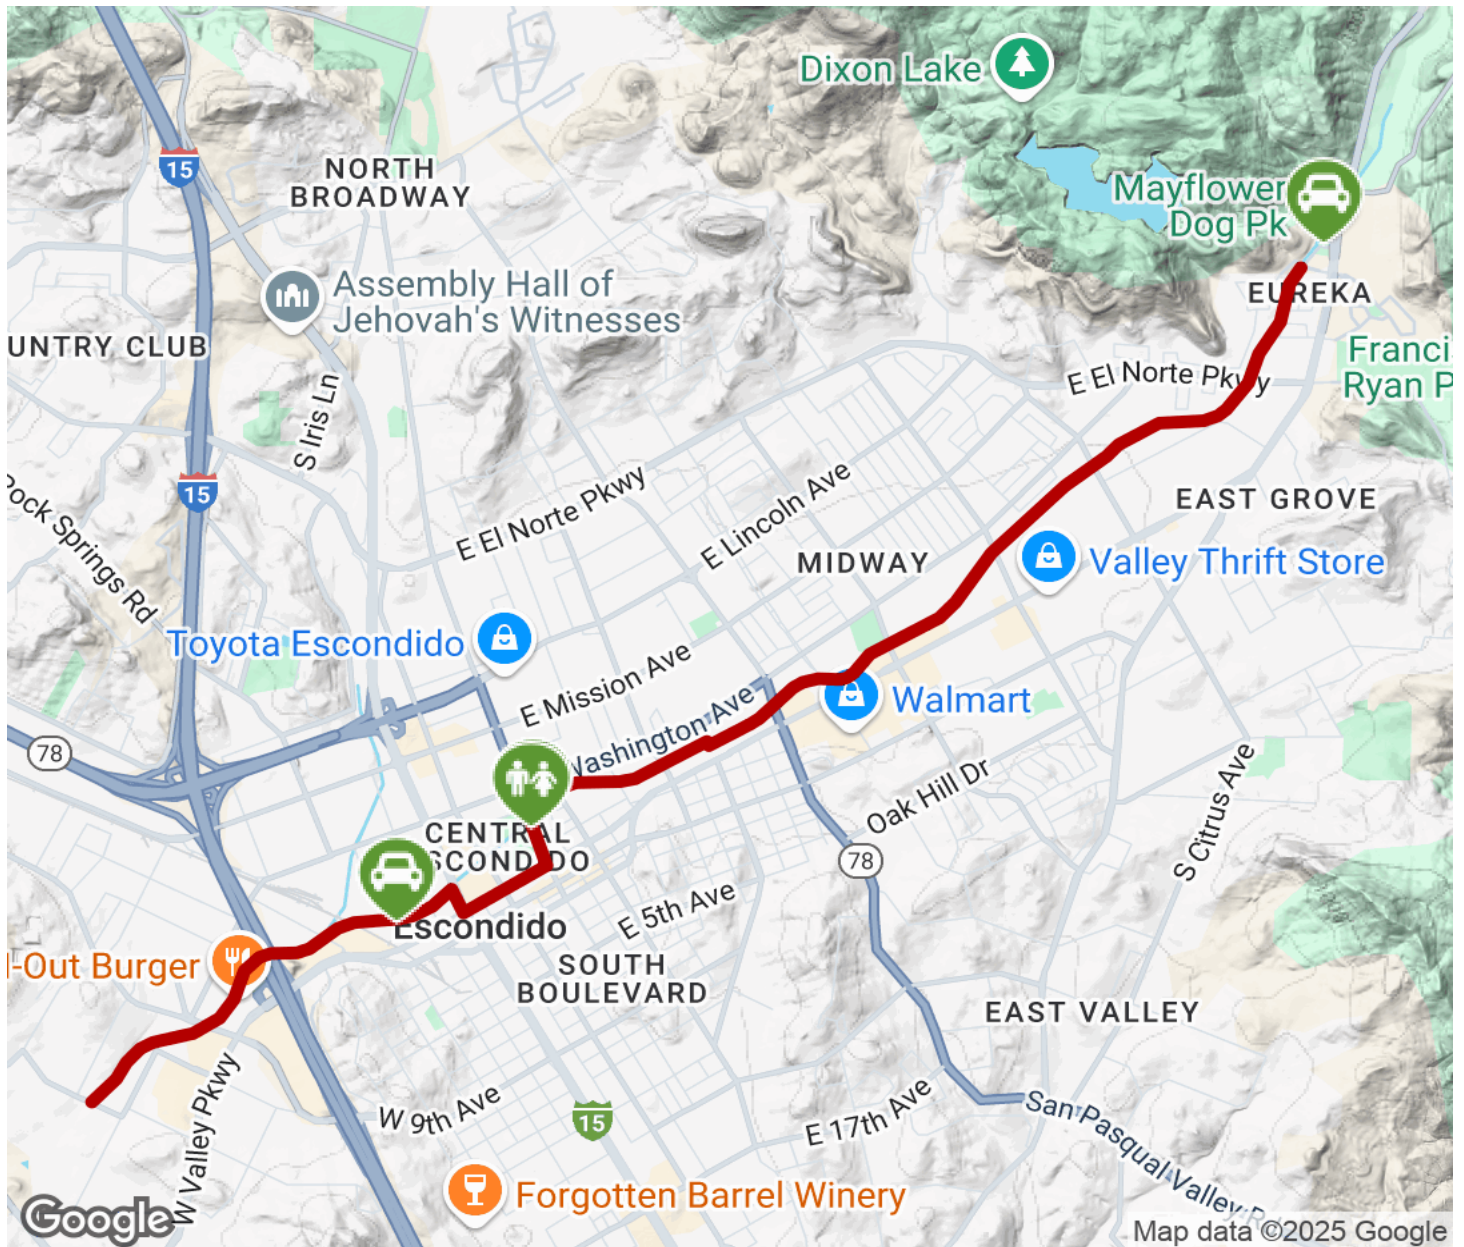 Dixon Lake
15
NORTH
BROADWAY
Mayflower
Dog Pk
Assembly Hall of
Jehovah's Witnesses
EUREKA
UNTRY CLUB
Franci
Ryan P
E El Norte Pkwy
S Iris Ln
15
Rock Springs Rd
E El Norte Pkwy
E Lincoln Ave
EAST GROVE
MIDWAY
Valley Thrift Store
Toyota Escondido
E Mission Ave
Washington Ave
Walmart
78
Oak Hill Dr
S Citrus Ave
CENTRAL
ESCONDIDO
78
Escondido
E 5th Ave
I-Out Burger
SOUTH
BOULEVARD
EAST VALLEY
W Valley Pkwy
W 9th Ave
15
E 17th Ave
San Pasqual Valley Rd
Forgotten Barrel Winery
Google
Map data ©2025 Google